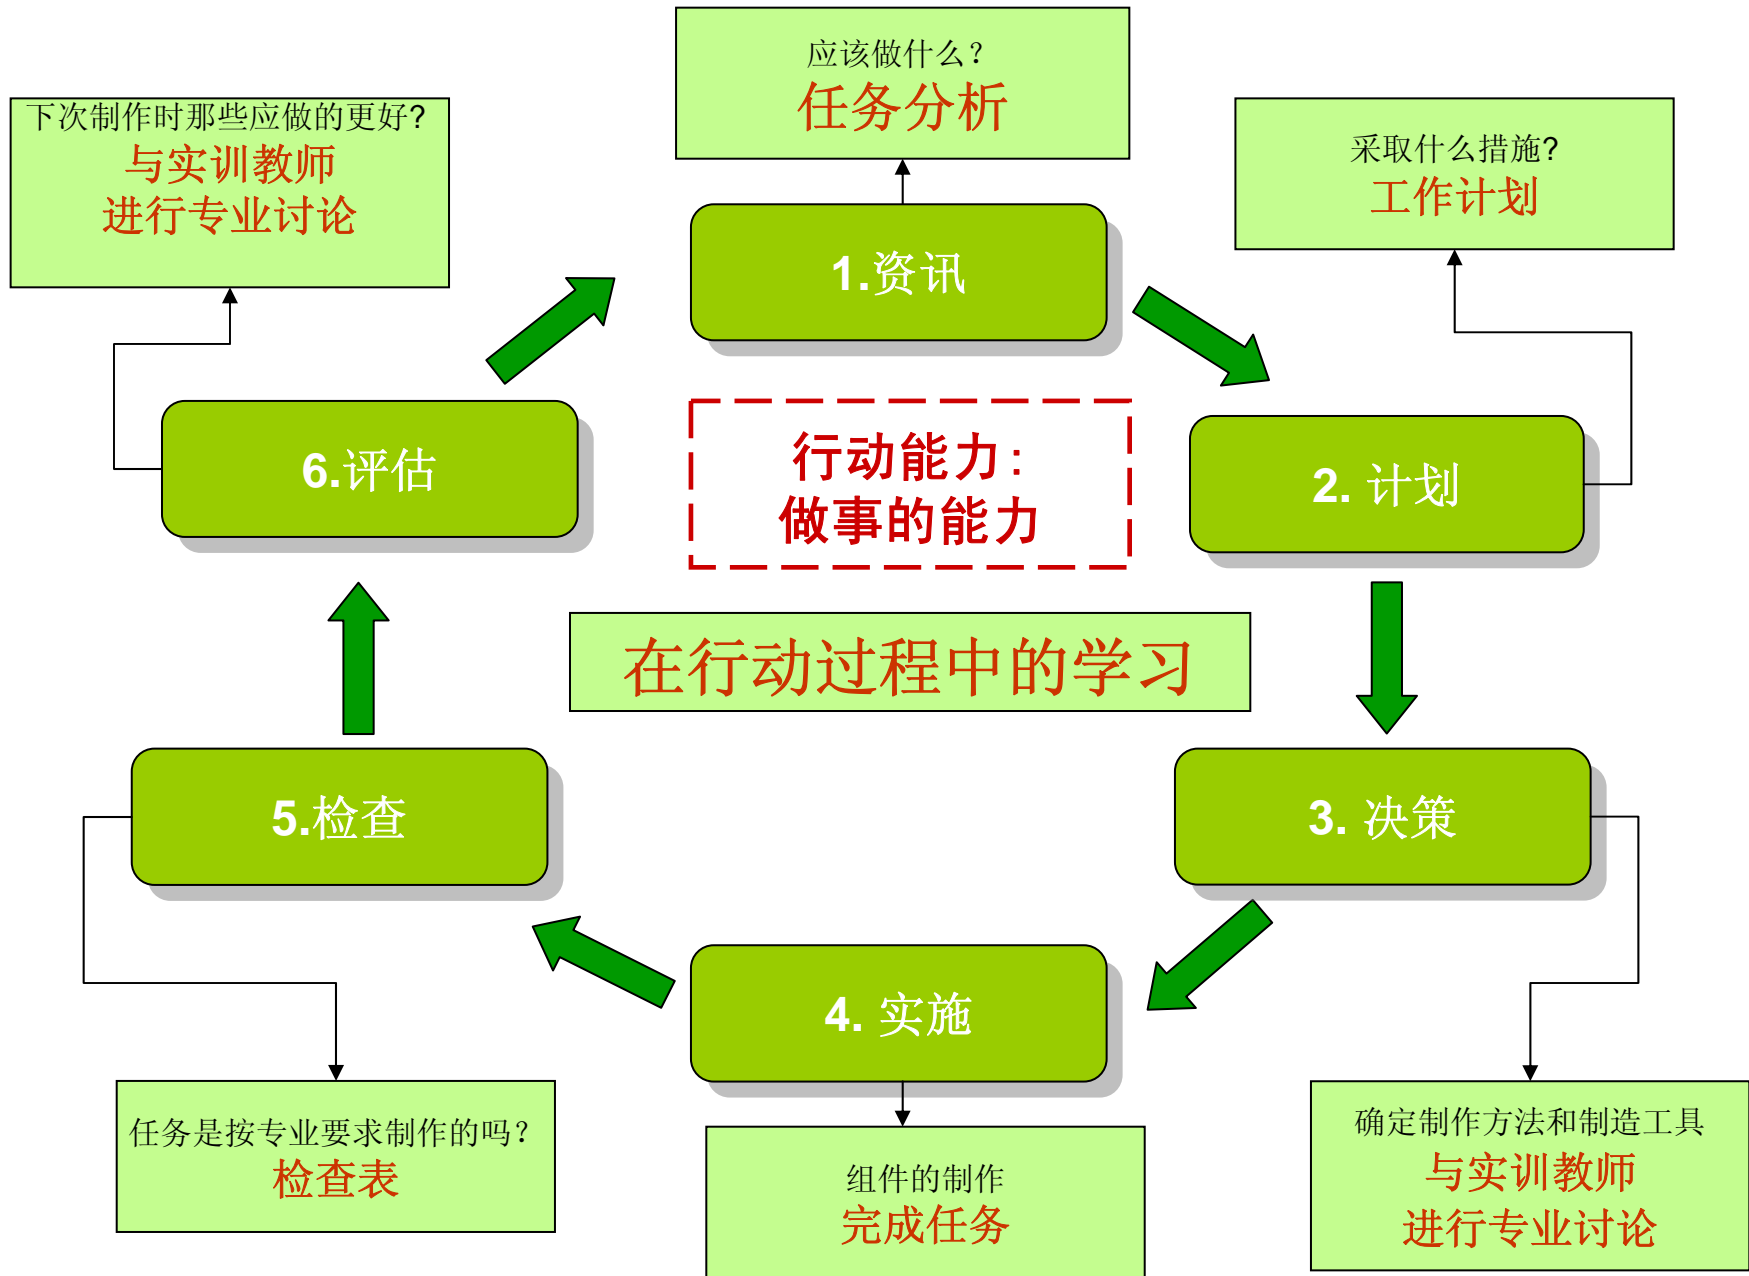 应该做什么?
任务分析
下次制作时那些应做的更好?
与实训教师
进行专业讨论
采取什么措施?
工作计划
1.资讯
6.评估
行动能力:
做事的能力
2. 计划
在行动过程中的学习
5.检查
3. 决策
4. 实施
任务是按专业要求制作的吗?
检查表
组件的制作
完成任务
确定制作方法和制造工具
与实训教师
进行专业讨论